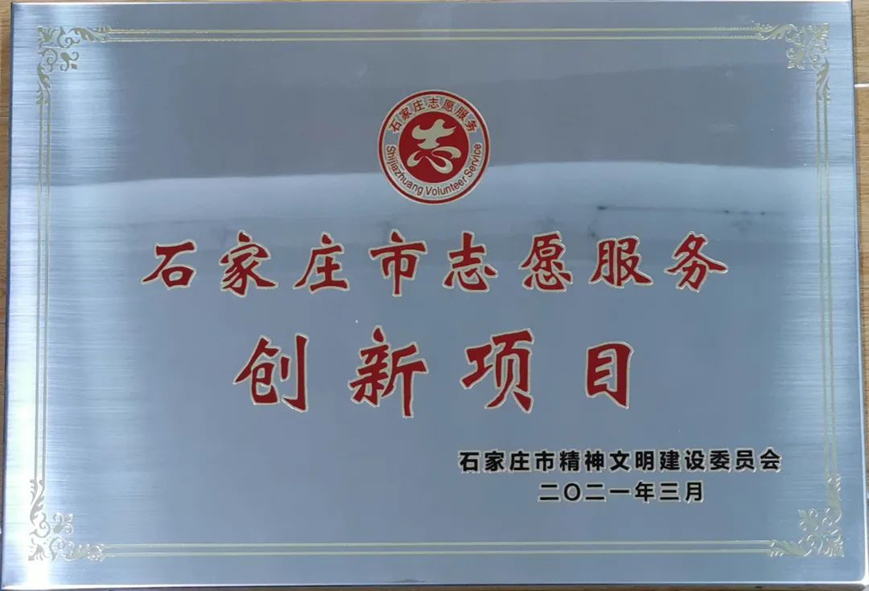 石家庄志愿服务
志
Shijiazhuang Volunteer Service
石家庄市志愿服务
创新项目
石家庄市精神文明建设委员会
二〇二一年三月